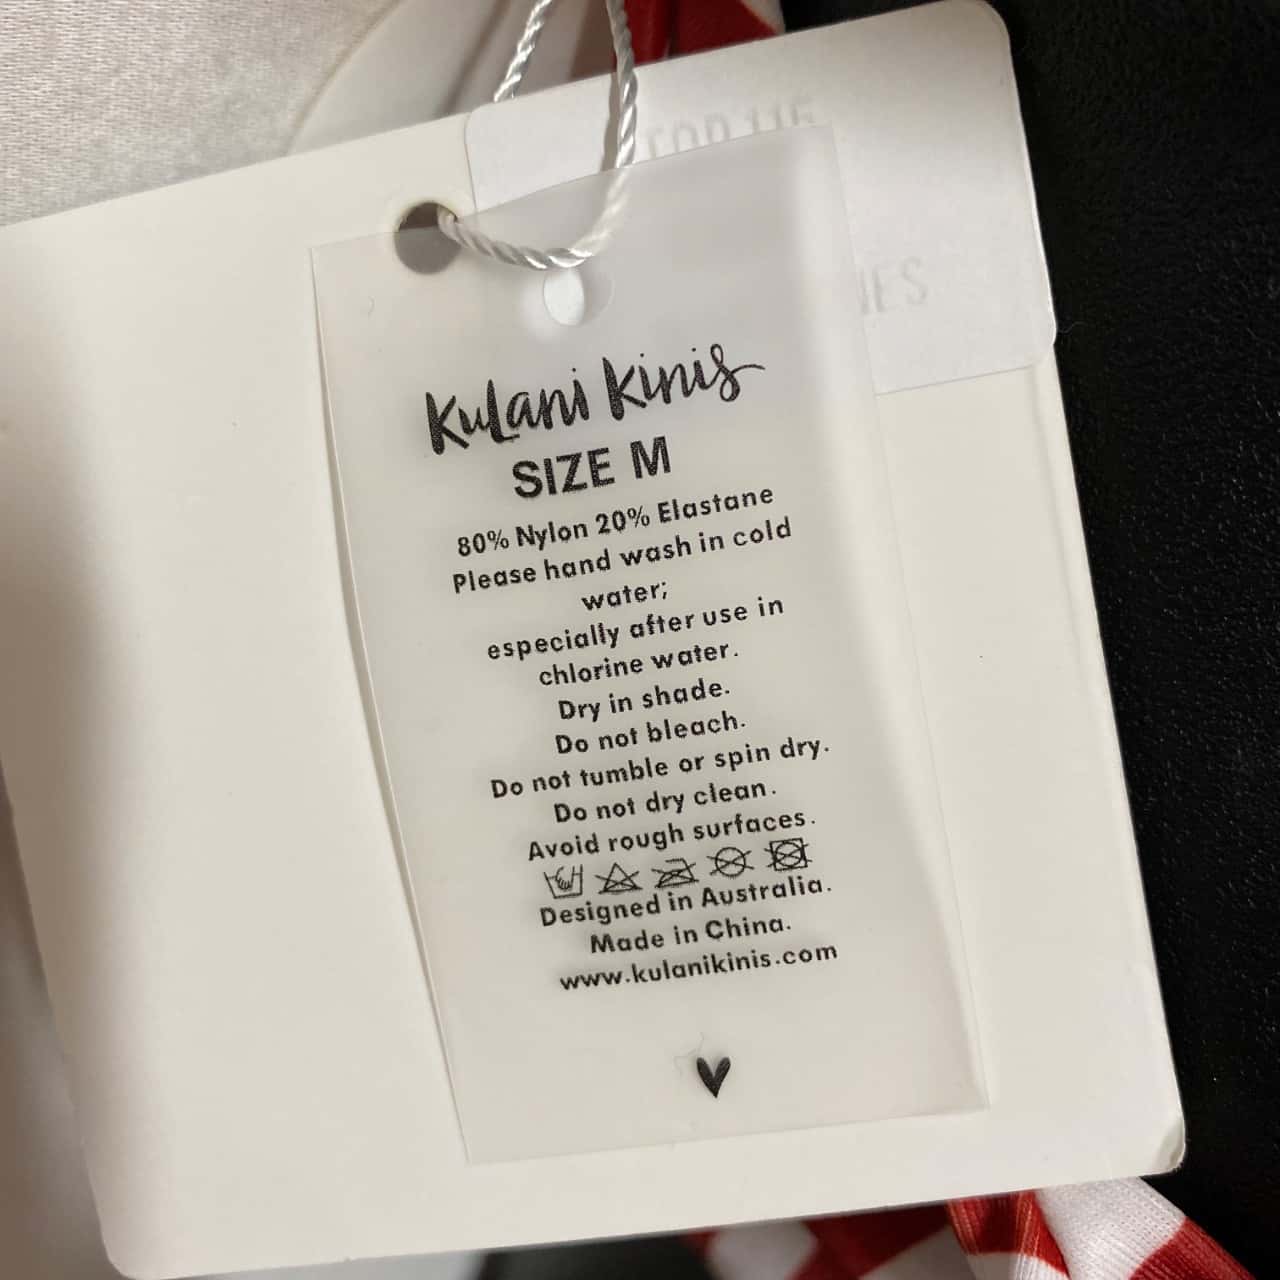 Kulani Kinis
SIZE M
80% Nylon 20% Elastane
Please hand wash in cold
water;
especially after use in
chlorine water.
Dry in shade.
Do not bleach.
Do not tumble or spin dry.
Do not dry clean.
Avoid rough surfaces.
Designed in Australia.
Made in China.
www.kulanikinis.com